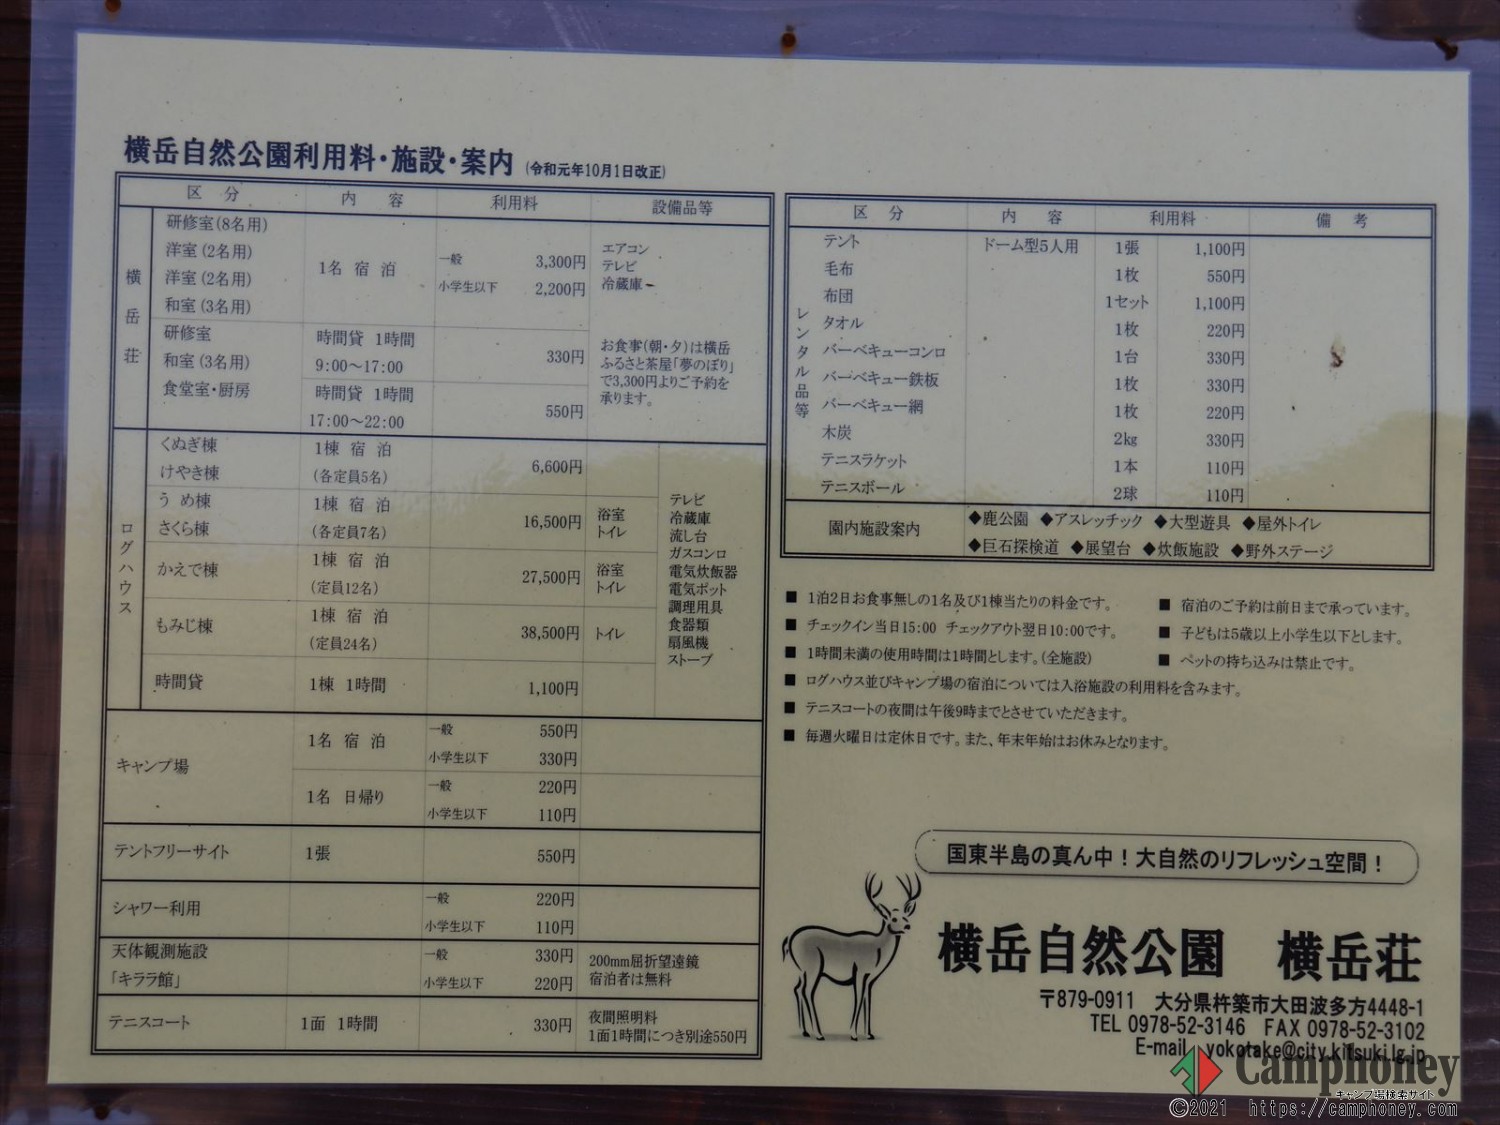 横岳自然公園利用料・施設・案内 (令和元年10月1日改正)
区 分 内 容 利用料 設備品等
横岳荘
研修室(8名用)
洋室(2名用)
洋室(2名用)
和室(3名用)
1名 宿 泊
一般 3,300円
小学生以下 2,200円
エアコン
テレビ
冷蔵庫
研修室
和室(3名用)
食堂室・厨房
時間貸 1時間
9:00～17:00
330円
時間貸 1時間
17:00～22:00
550円
お食事(朝・夕)は横岳
ふるさと茶屋「夢のぼり」
で3,300円よりご予約を
承ります。
ログハウス
くぬぎ棟
けやき棟
1棟 宿 泊
(各定員5名)
6,600円
うめ棟
さくら棟
1棟 宿 泊
(各定員7名)
16,500円
浴室
トイレ
かえで棟
1棟 宿 泊
(定員12名)
27,500円
浴室
トイレ
もみじ棟
1棟 宿 泊
(定員24名)
38,500円
トイレ
時間貸 1棟 1時間 1,100円
テレビ
冷蔵庫
流し台
ガスコンロ
電気炊飯器
電気ポット
調理用具
食器類
扇風機
ストーブ
キャンプ場
1名 宿 泊
一般 550円
小学生以下 330円
1名 日帰り
一般 220円
小学生以下 110円
テントフリーサイト 1張 550円
シャワー利用
一般 220円
小学生以下 110円
天体観測施設
「キララ館」
一般 330円
小学生以下 220円
200mm屈折望遠鏡
宿泊者は無料
テニスコート 1面 1時間 330円
夜間照明料
1面1時間につき別途550円
区 分 内 容 利用料 備 考
レンタル品等
テント ドーム型5人用 1張 1,100円
毛布 1枚 550円
布団 1セット 1,100円
タオル 1枚 220円
バーベキューコンロ 1台 330円
バーベキュー鉄板 1枚 330円
バーベキュー網 1枚 220円
木炭 2kg 330円
テニスラケット 1本 110円
テニスボール 2球 110円
園内施設案内
◆鹿公園 ◆アスレッチック ◆大型遊具 ◆屋外トイレ
◆巨石探検道 ◆展望台 ◆炊飯施設 ◆野外ステージ
■ 1泊2日お食事無しの1名及び1棟当たりの料金です。
■ チェックイン当日15:00 チェックアウト翌日10:00です。
■ 1時間未満の使用時間は1時間とします。(全施設)
■ ログハウス並びキャンプ場の宿泊については入浴施設の利用料を含みます。
■ テニスコートの夜間は午後9時までとさせていただきます。
■ 毎週火曜日は定休日です。また、年末年始はお休みとなります。
■ 宿泊のご予約は前日まで承っています。
■ 子どもは5歳以上小学生以下とします。
■ ペットの持ち込みは禁止です。
国東半島の真ん中！大自然のリフレッシュ空間！
横岳自然公園 横岳荘
〒879-0911 大分県杵築市大田波多方4448-1
TEL 0978-52-3146 FAX 0978-52-3102
E-mail yokotake@city.kitsuki.lg.jp
Camphoney
キャンプ場検索サイト
©2021 https://camphoney.com